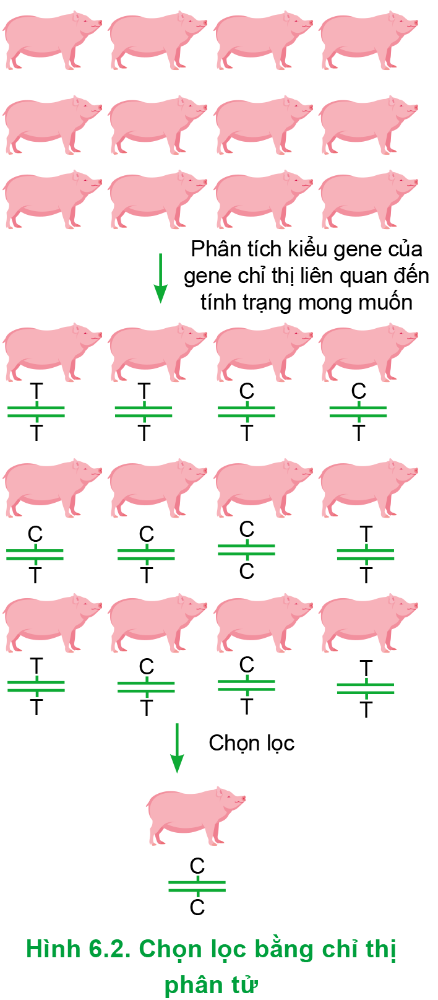 Phân tích kiểu gene của
gene chỉ thị liên quan đến
tính trạng mong muốn
T T C C
T T T T
C C C T
T T C T
T C C T
T T T T
Chọn lọc
C
C
Hình 6.2. Chọn lọc bằng chỉ thị
phân tử